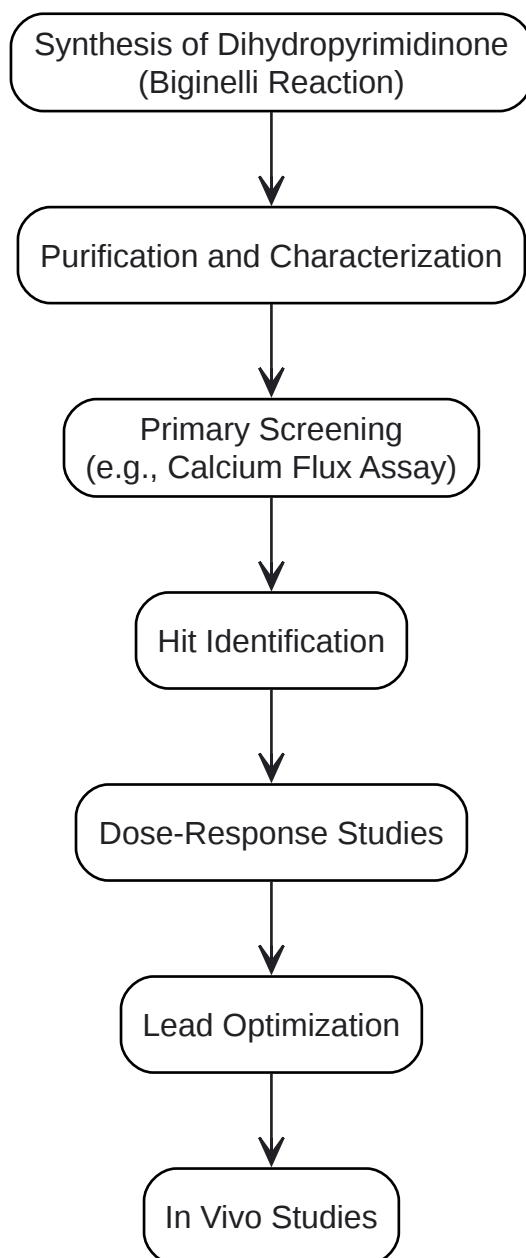 Synthesis of Dihydropyrimidinone
(Biginelli Reaction)
Purification and Characterization
Primary Screening
(e.g., Calcium Flux Assay)
Hit Identification
Dose-Response Studies
Lead Optimization
In Vivo Studies